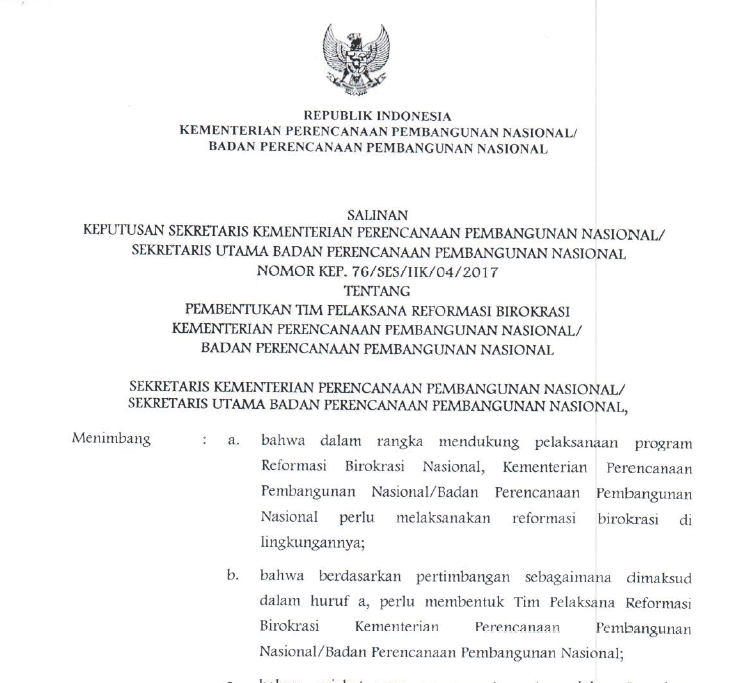 REPUBLIK INDONESIA
KEMENTERIAN PERENCANAAN PEMBANGUNAN NASIONAL/
BADAN PERENCANAAN PEMBANGUNAN NASIONAL
SALINAN
KEPUTUSAN SEKRETARIS KEMENTERIAN PERENCANAAN PEMBANGUNAN NASIONAL/
SEKRETARIS UTAMA BADAN PERENCANAAN PEMBANGUNAN NASIONAL
NOMOR KEP. 76/SES/HK/04/2017
TENTANG
PEMBENTUKAN TIM PELAKSANA REFORMASI BIROKRASI
KEMENTERIAN PERENCANAAN PEMBANGUNAN NASIONAL/
BADAN PERENCANAAN PEMBANGUNAN NASIONAL
SEKRETARIS KEMENTERIAN PERENCANAAN PEMBANGUNAN NASIONAL/
SEKRETARIS UTAMA BADAN PERENCANAAN PEMBANGUNAN NASIONAL,
Menimbang : a. bahwa dalam rangka mendukung pelaksanaan program
Reformasi Birokrasi Nasional, Kementerian Perencanaan
Pembangunan Nasional/Badan Perencanaan Pembangunan
Nasional perlu melaksanakan reformasi birokrasi di
lingkungannya;
b. bahwa berdasarkan pertimbangan sebagaimana dimaksud
dalam huruf a, perlu membentuk Tim Pelaksana Reformasi
Birokrasi Kementerian Perencanaan Pembangunan
Nasional/Badan Perencanaan Pembangunan Nasional;